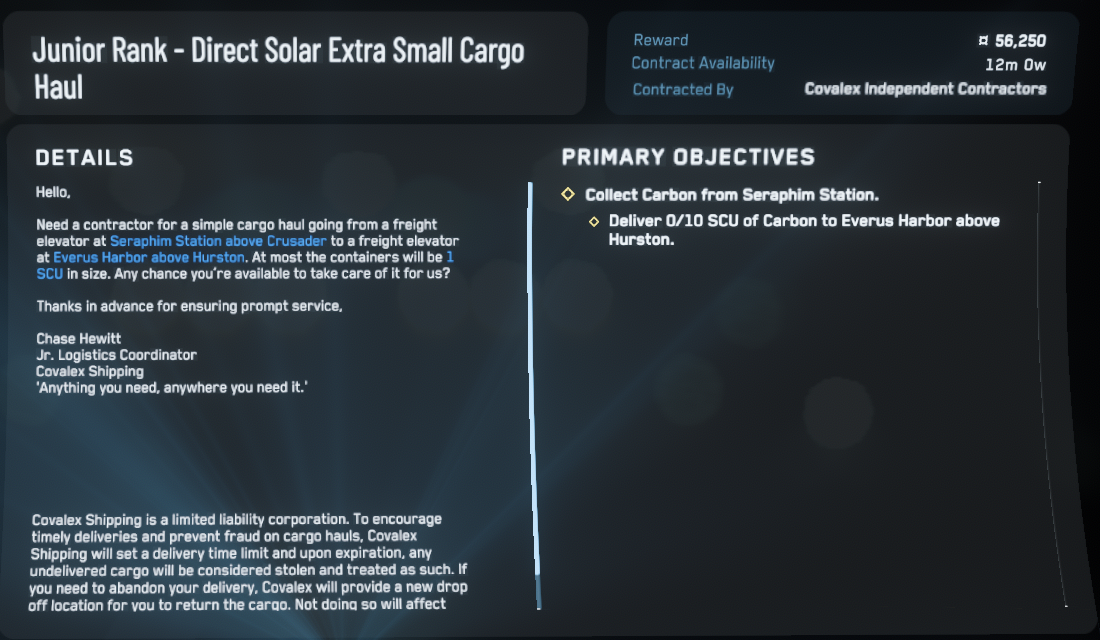 Junior Rank - Direct Solar Extra Small Cargo
Haul
Reward ¤ 56,250
Contract Availability 12m 0w
Contracted By Covalex Independent Contractors
DETAILS
Hello,
Need a contractor for a simple cargo haul going from a freight
elevator at Seraphim Station above Crusader to a freight elevator
at Everus Harbor above Hurston. At most the containers will be 1
SCU in size. Any chance you're available to take care of it for us?
Thanks in advance for ensuring prompt service,
Chase Hewitt
Jr. Logistics Coordinator
Covalex Shipping
'Anything you need, anywhere you need it.'
Covalex Shipping is a limited liability corporation. To encourage
timely deliveries and prevent fraud on cargo hauls, Covalex
Shipping will set a delivery time limit and upon expiration, any
undelivered cargo will be considered stolen and treated as such. If
you need to abandon your delivery, Covalex will provide a new drop
off location for you to return the cargo. Not doing so will affect
PRIMARY OBJECTIVES
Collect Carbon from Seraphim Station.
Deliver 0/10 SCU of Carbon to Everus Harbor above
Hurston.